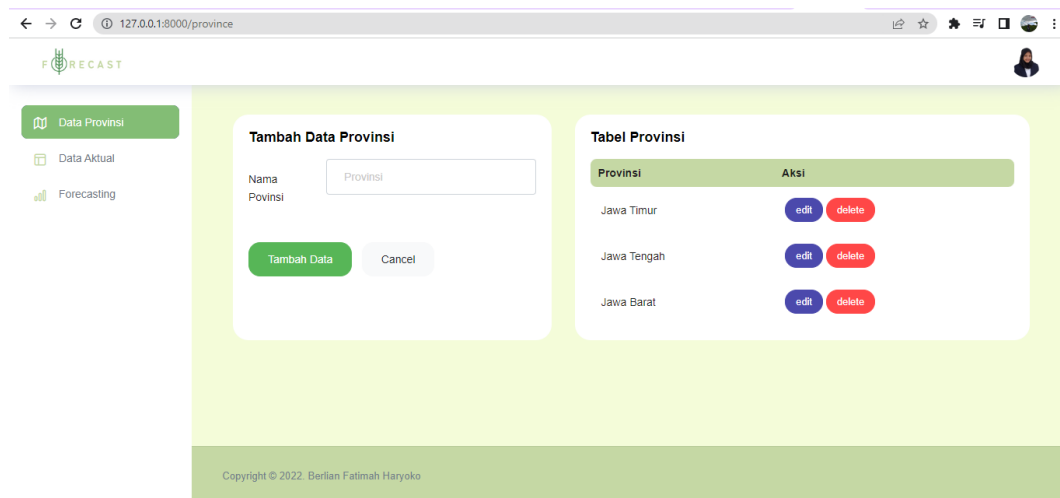 127.0.0.1:8000/province
FORECAST
Data Provinsi
Data Aktual
Forecasting
Tambah Data Provinsi
Nama
Povinsi
Provinsi
Tambah Data
Cancel
Tabel Provinsi
Provinsi
Aksi
Jawa Timur
edit
delete
Jawa Tengah
edit
delete
Jawa Barat
edit
delete
Copyright © 2022. Berlian Fatimah Haryoko